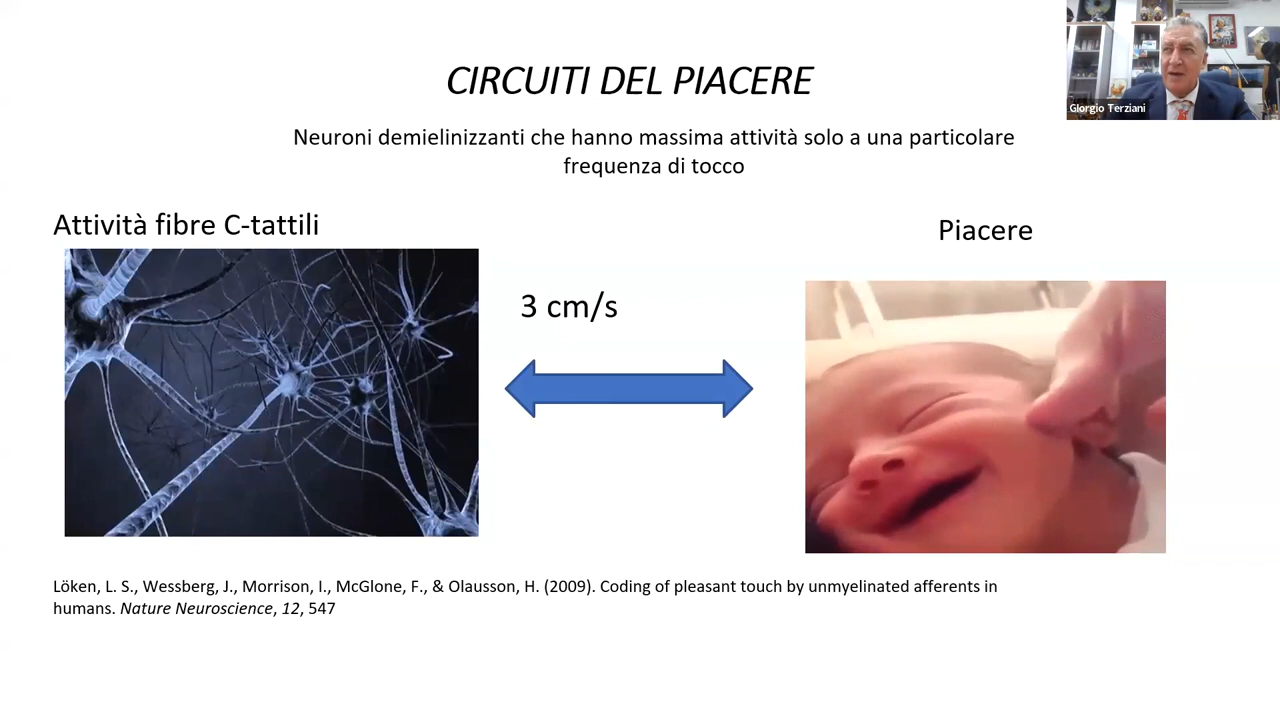 CIRCUITI DEL PIACERE
Giorgio Terziani
Neuroni demielinizzanti che hanno massima attività solo a una particolare
frequenza di tocco
Attività fibre C-tattili
Piacere
3 cm/s
Löken, L. S., Wessberg, J., Morrison, I., McGlone, F., & Olausson, H. (2009). Coding of pleasant touch by unmyelinated afferents in
humans. Nature Neuroscience, 12, 547